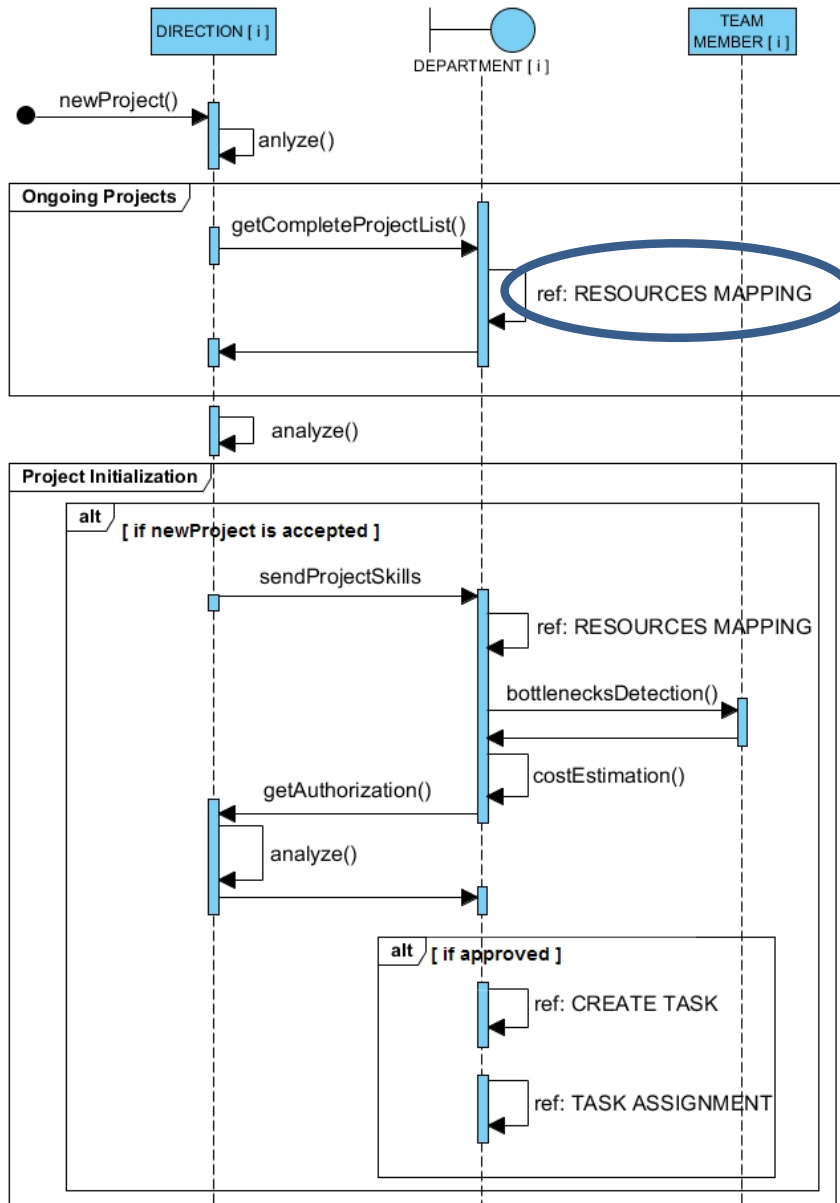 DIRECTION [ i ]
DEPARTMENT [ i ]
TEAM
MEMBER [ i ]
newProject()
anlyze()
Ongoing Projects
getCompleteProjectList()
ref: RESOURCES MAPPING
analyze()
Project Initialization
alt
[ if newProject is accepted ]
sendProjectSkills
ref: RESOURCES MAPPING
bottlenecksDetection()
costEstimation()
getAuthorization()
analyze()
alt
[ if approved ]
ref: CREATE TASK
ref: TASK ASSIGNMENT